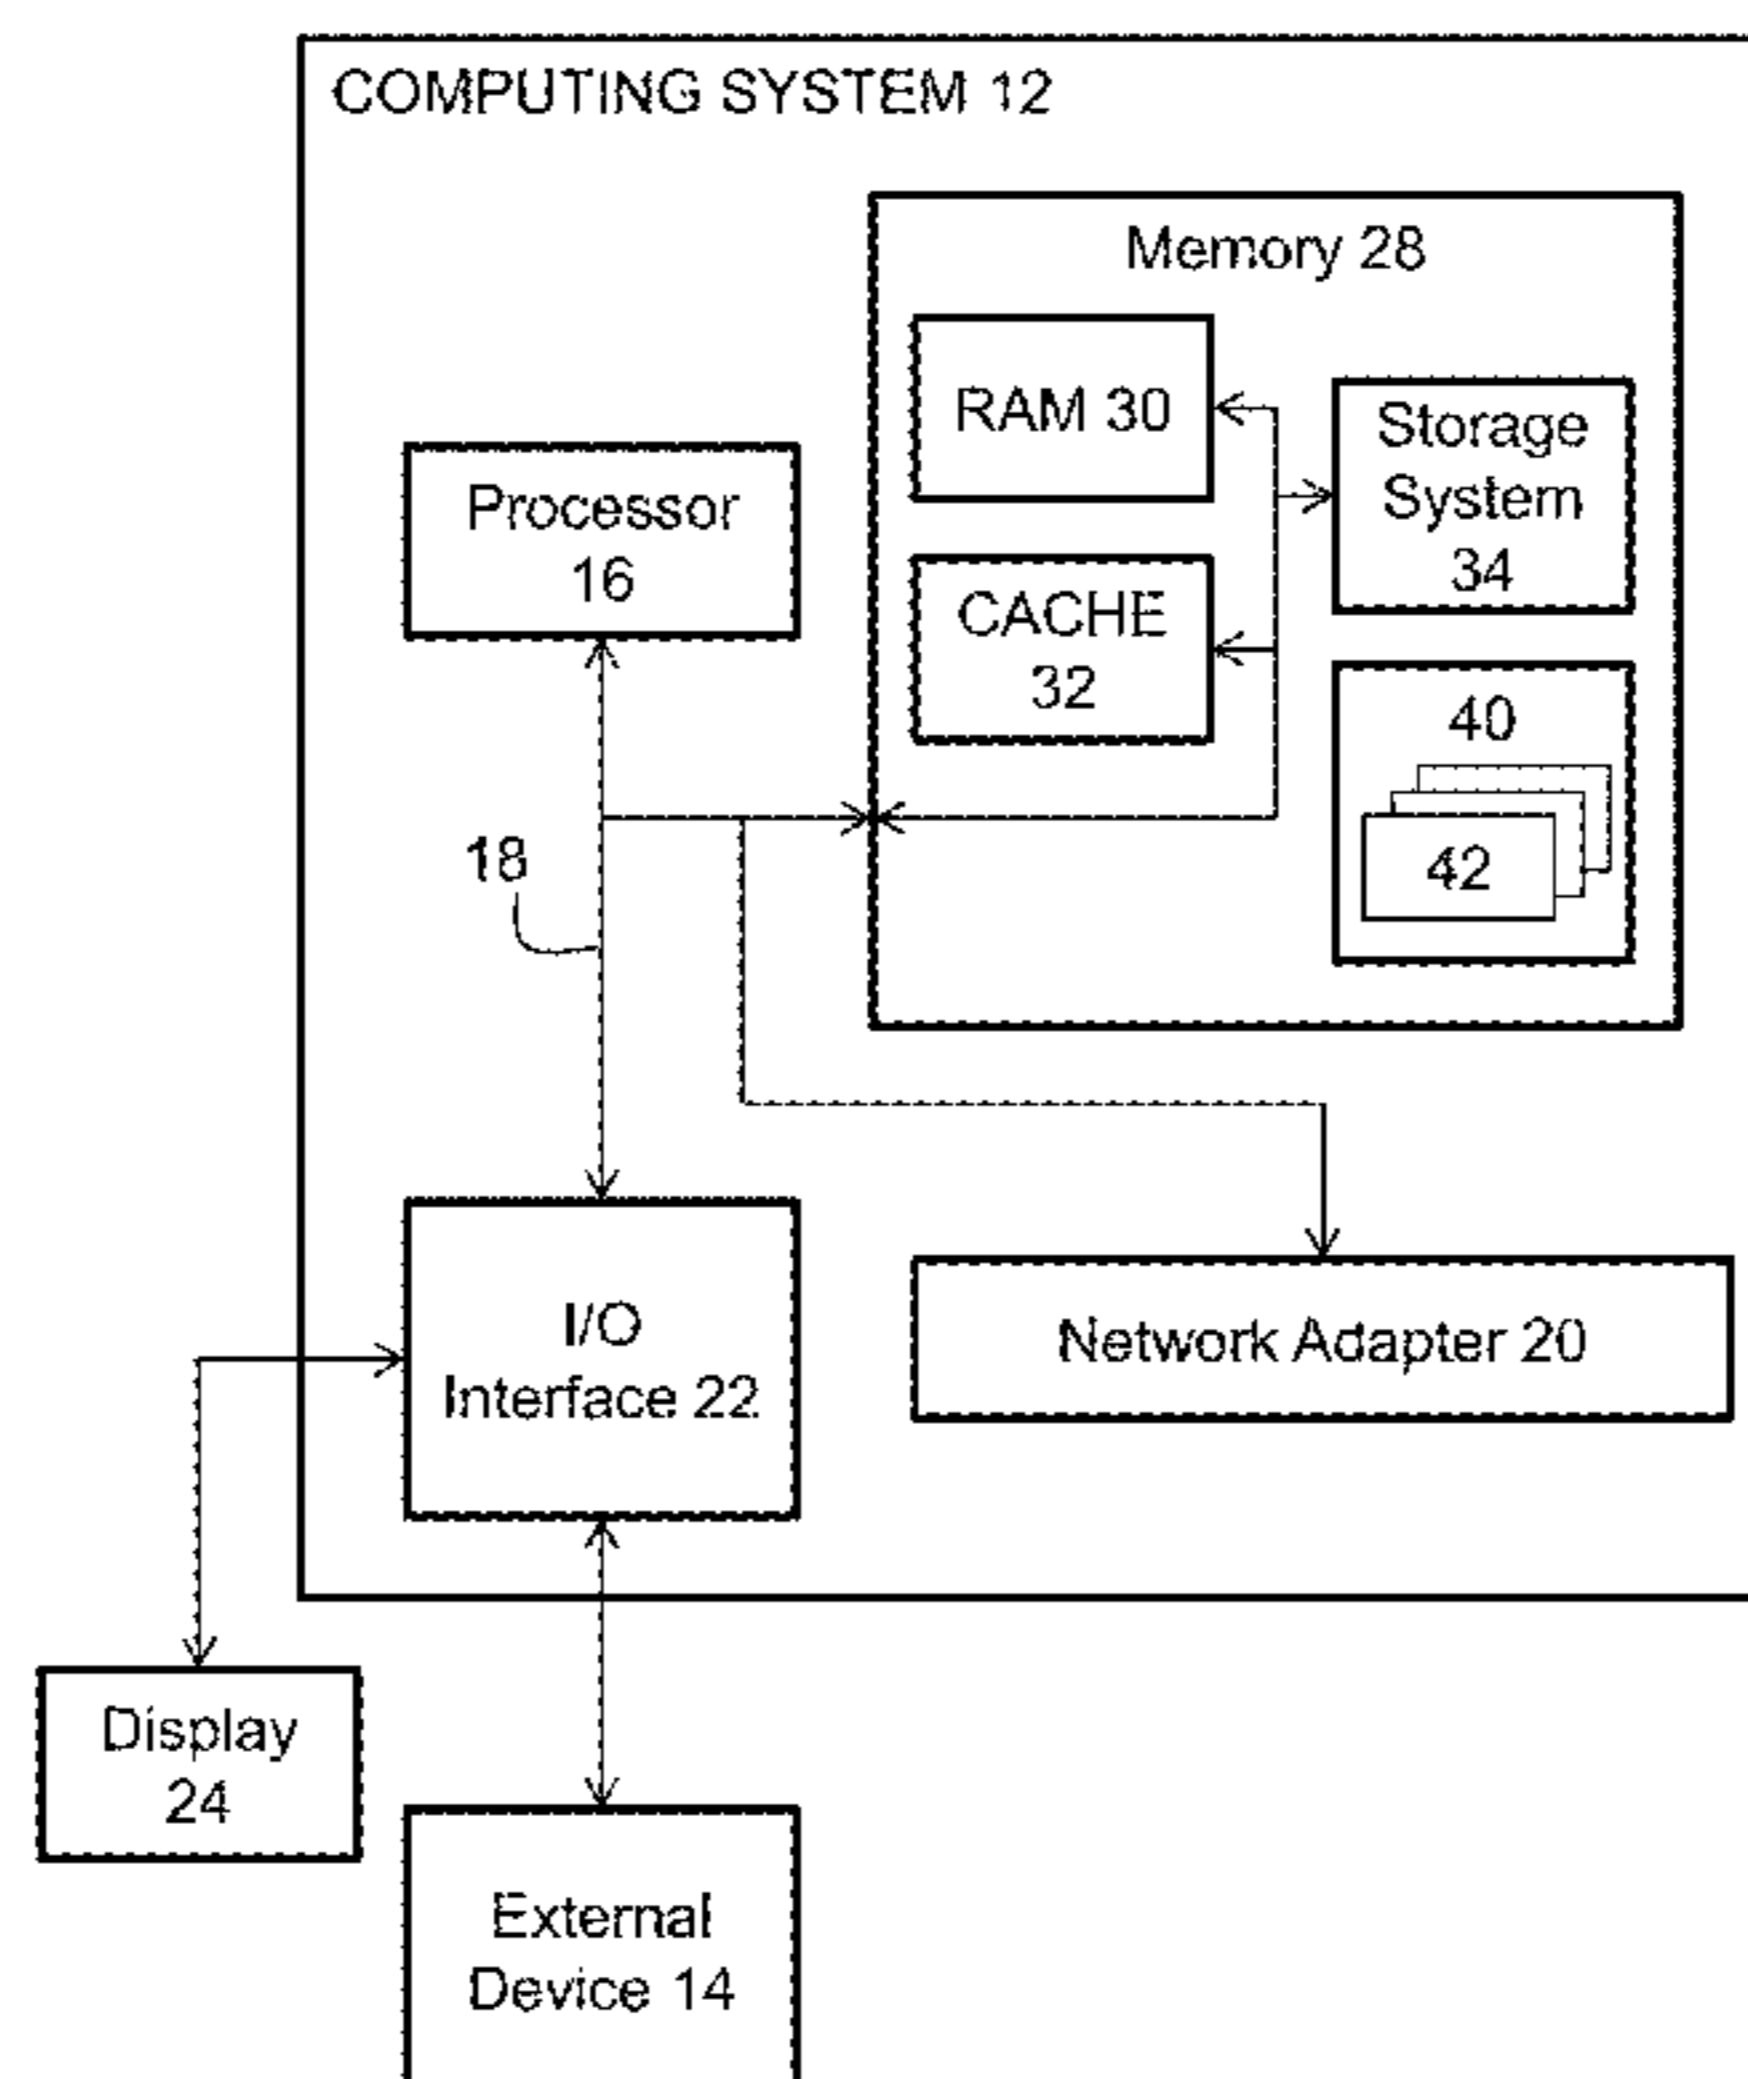 COMPUTING SYSTEM 12
Memory 28
RAM 30
Storage
System
34
Processor
16
CACHE
32
40
42
18
I/O
Interface 22
Network Adapter 20
Display
24
External
Device 14